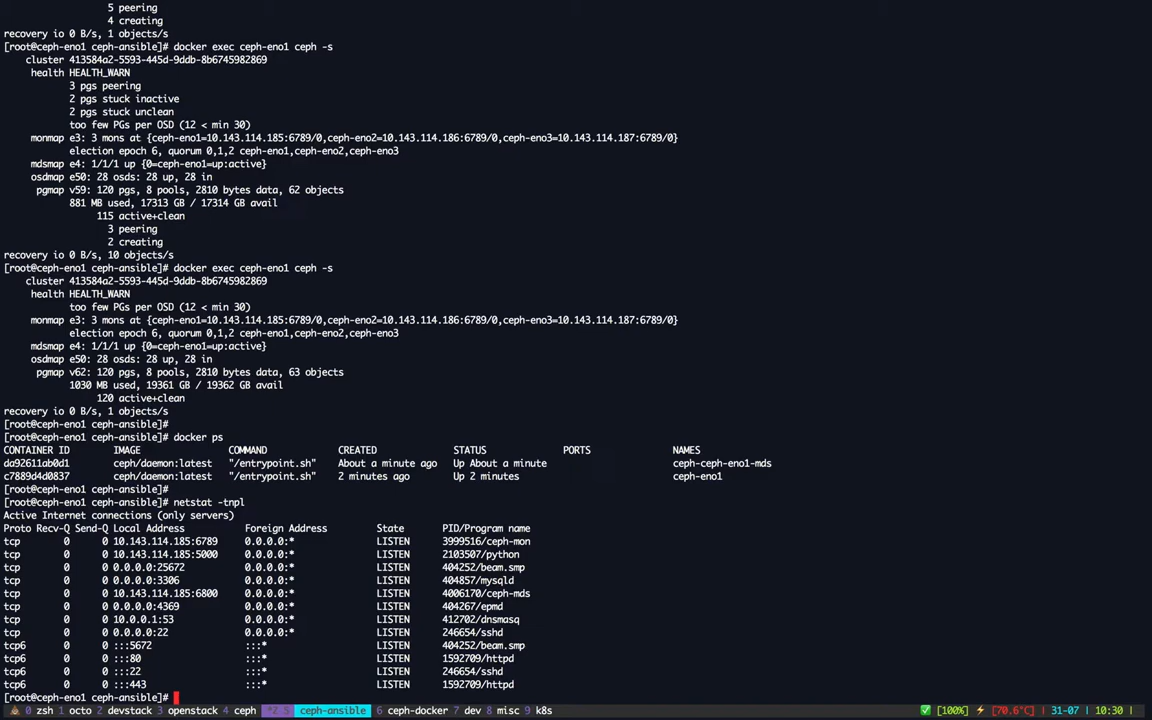 5 peering
4 creating
recovery io 0 B/s, 1 objects/s
[root@ceph-eno1 ceph-ansible]# docker exec ceph-eno1 ceph -s
cluster 413584a2-5593-445d-9ddb-8b6745982869
health HEALTH_WARN
3 pgs peering
2 pgs stuck inactive
2 pgs stuck unclean
too few PGs per OSD (12 < min 30)
monmap e3: 3 mons at {ceph-eno1=10.143.114.185:6789/0,ceph-eno2=10.143.114.186:6789/0,ceph-eno3=10.143.114.187:6789/0}
election epoch 6, quorum 0,1,2 ceph-eno1,ceph-eno2,ceph-eno3
mdsmap e4: 1/1/1 up {0=ceph-eno1=up:active}
osdmap e50: 28 osds: 28 up, 28 in
pgmap v59: 120 pgs, 8 pools, 2810 bytes data, 62 objects
881 MB used, 17313 GB / 17314 GB avail
115 active+clean
3 peering
2 creating
recovery io 0 B/s, 10 objects/s
[root@ceph-eno1 ceph-ansible]# docker exec ceph-eno1 ceph -s
cluster 413584a2-5593-445d-9ddb-8b6745982869
health HEALTH_WARN
too few PGs per OSD (12 < min 30)
monmap e3: 3 mons at {ceph-eno1=10.143.114.185:6789/0,ceph-eno2=10.143.114.186:6789/0,ceph-eno3=10.143.114.187:6789/0}
election epoch 6, quorum 0,1,2 ceph-eno1,ceph-eno2,ceph-eno3
mdsmap e4: 1/1/1 up {0=ceph-eno1=up:active}
osdmap e50: 28 osds: 28 up, 28 in
pgmap v62: 120 pgs, 8 pools, 2810 bytes data, 63 objects
1030 MB used, 19361 GB / 19362 GB avail
120 active+clean
recovery io 0 B/s, 1 objects/s
[root@ceph-eno1 ceph-ansible]#
[root@ceph-eno1 ceph-ansible]# docker ps
CONTAINER ID IMAGE COMMAND CREATED STATUS PORTS NAMES
da92611ab0d1 ceph/daemon:latest "/entrypoint.sh" About a minute ago Up About a minute ceph-ceph-eno1-mds
c7889d4d0837 ceph/daemon:latest "/entrypoint.sh" 2 minutes ago Up 2 minutes ceph-eno1
[root@ceph-eno1 ceph-ansible]#
[root@ceph-eno1 ceph-ansible]# netstat -tnpl
Active Internet connections (only servers)
Proto Recv-Q Send-Q Local Address Foreign Address State PID/Program name
tcp 0 0 10.143.114.185:6789 0.0.0.0:* LISTEN 3999516/ceph-mon
tcp 0 0 10.143.114.185:5000 0.0.0.0:* LISTEN 2103507/python
tcp 0 0 0.0.0.0:25672 0.0.0.0:* LISTEN 404252/beam.smp
tcp 0 0 0.0.0.0:3306 0.0.0.0:* LISTEN 404857/mysqld
tcp 0 0 10.143.114.185:6800 0.0.0.0:* LISTEN 4006170/ceph-mds
tcp 0 0 0.0.0.0:4369 0.0.0.0:* LISTEN 404267/epmd
tcp 0 0 10.0.0.1:53 0.0.0.0:* LISTEN 412702/dnsmasq
tcp 0 0 0.0.0.0:22 0.0.0.0:* LISTEN 246654/sshd
tcp6 0 0 :::5672 :::* LISTEN 404252/beam.smp
tcp6 0 0 :::80 :::* LISTEN 1592709/httpd
tcp6 0 0 :::22 :::* LISTEN 246654/sshd
tcp6 0 0 :::443 :::* LISTEN 1592709/httpd
[root@ceph-eno1 ceph-ansible]#
0 zsh 1 octo 2 devstack 3 openstack 4 ceph *2 5 ceph-ansible 6 ceph-docker 7 dev 8 misc 9 k8s [100%] ⚡ [70.6°C] | 31-07 | 10:30 |